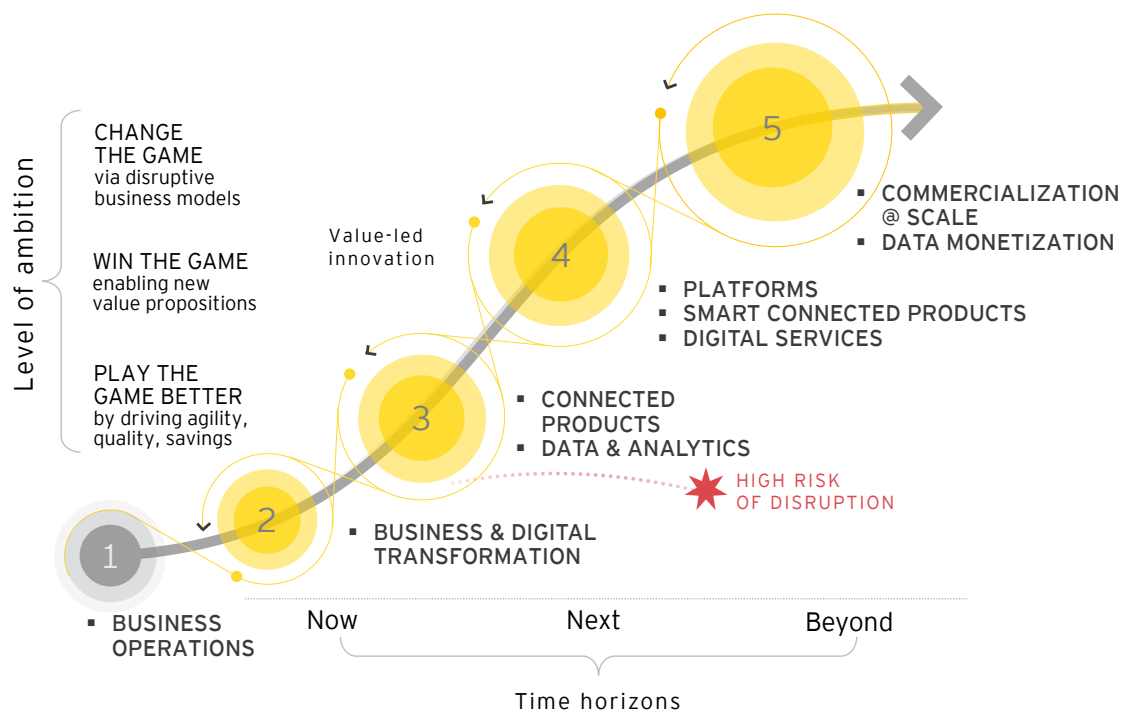 Level of ambition
CHANGE
THE GAME
via disruptive
business models
WIN THE GAME
enabling new
value propositions
PLAY THE
GAME BETTER
by driving agility,
quality, savings
Value-led
innovation
1
2
3
4
5
▪ BUSINESS
OPERATIONS
▪ BUSINESS & DIGITAL
TRANSFORMATION
▪ CONNECTED
PRODUCTS
▪ DATA & ANALYTICS
HIGH RISK
OF DISRUPTION
▪ PLATFORMS
▪ SMART CONNECTED PRODUCTS
▪ DIGITAL SERVICES
▪ COMMERCIALIZATION
@ SCALE
▪ DATA MONETIZATION
Now
Next
Beyond
Time horizons